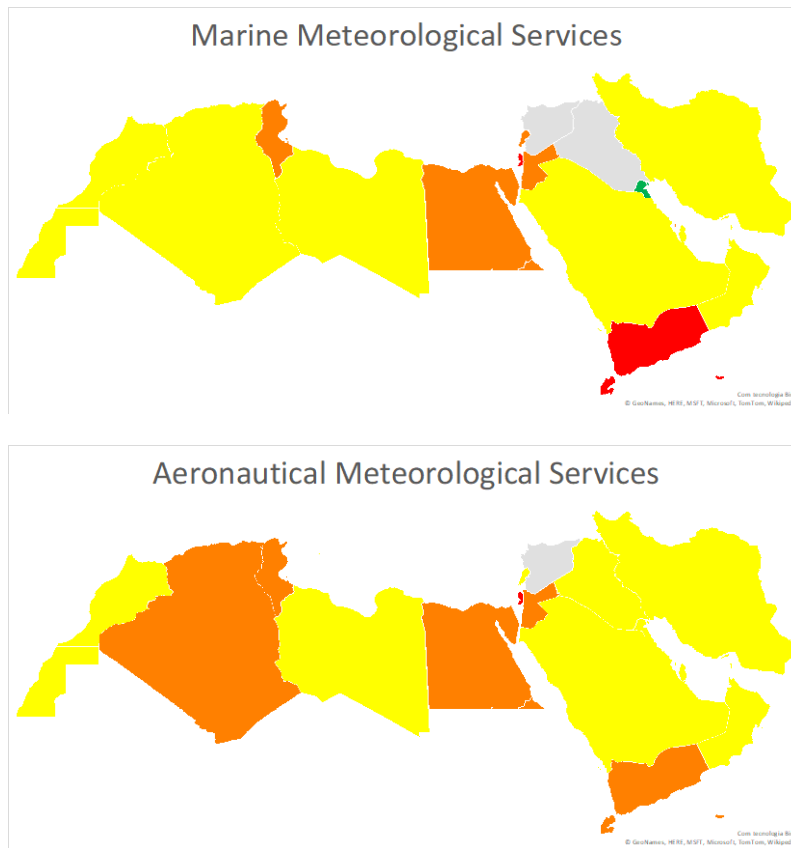 Marine Meteorological Services
Com tecnologia Bi
© GeoNames, HERE, MSFT, Microsoft, TomTom, Wikiped
Aeronautical Meteorological Services
Com tecnologia Bi
© GeoNames, HERE, MSFT, Microsoft, TomTom, Wikiped